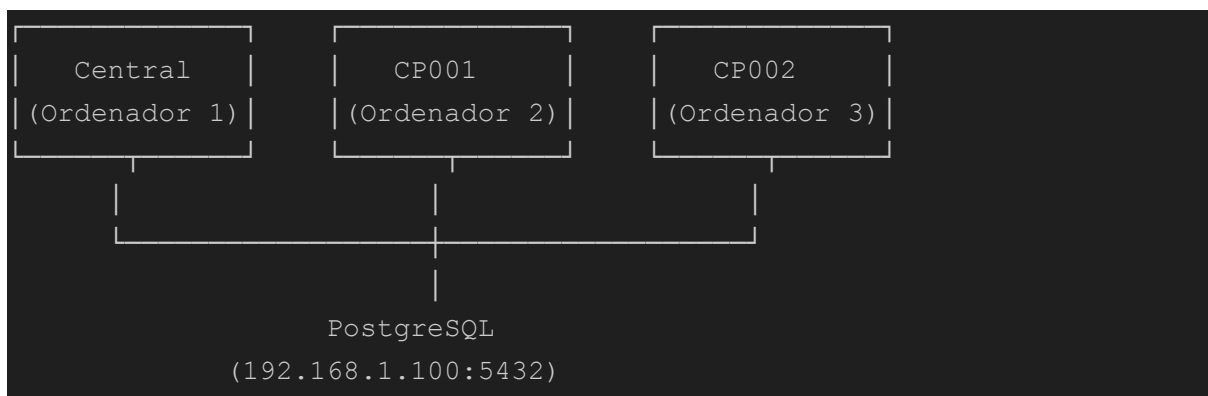 Central CP001 CP002
(Ordenador 1) (Ordenador 2) (Ordenador 3)
PostgreSQL
(192.168.1.100:5432)